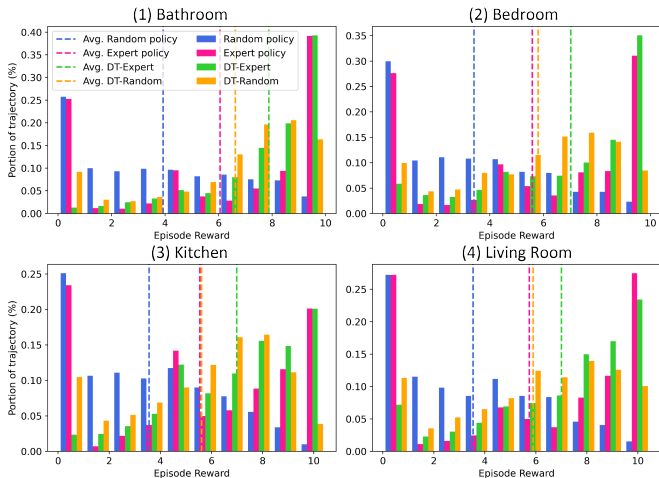 (1) Bathroom
(2) Bedroom
0.40
0.35
0.30
0.25
0.20
0.15
0.10
0.05
0.00
Portion of trajectory (%)
Avg. Random policy
Avg. Expert policy
Avg. DT-Expert
Avg. DT-Random
Random policy
Expert policy
DT-Expert
DT-Random
0 2 4 6 8 10
Episode Reward
0.35
0.30
0.25
0.20
0.15
0.10
0.05
0.00
0 2 4 6 8 10
Episode Reward
(3) Kitchen
(4) Living Room
0.25
0.20
0.15
0.10
0.05
0.00
Portion of trajectory (%)
0 2 4 6 8 10
Episode Reward
0.25
0.20
0.15
0.10
0.05
0.00
0 2 4 6 8 10
Episode Reward